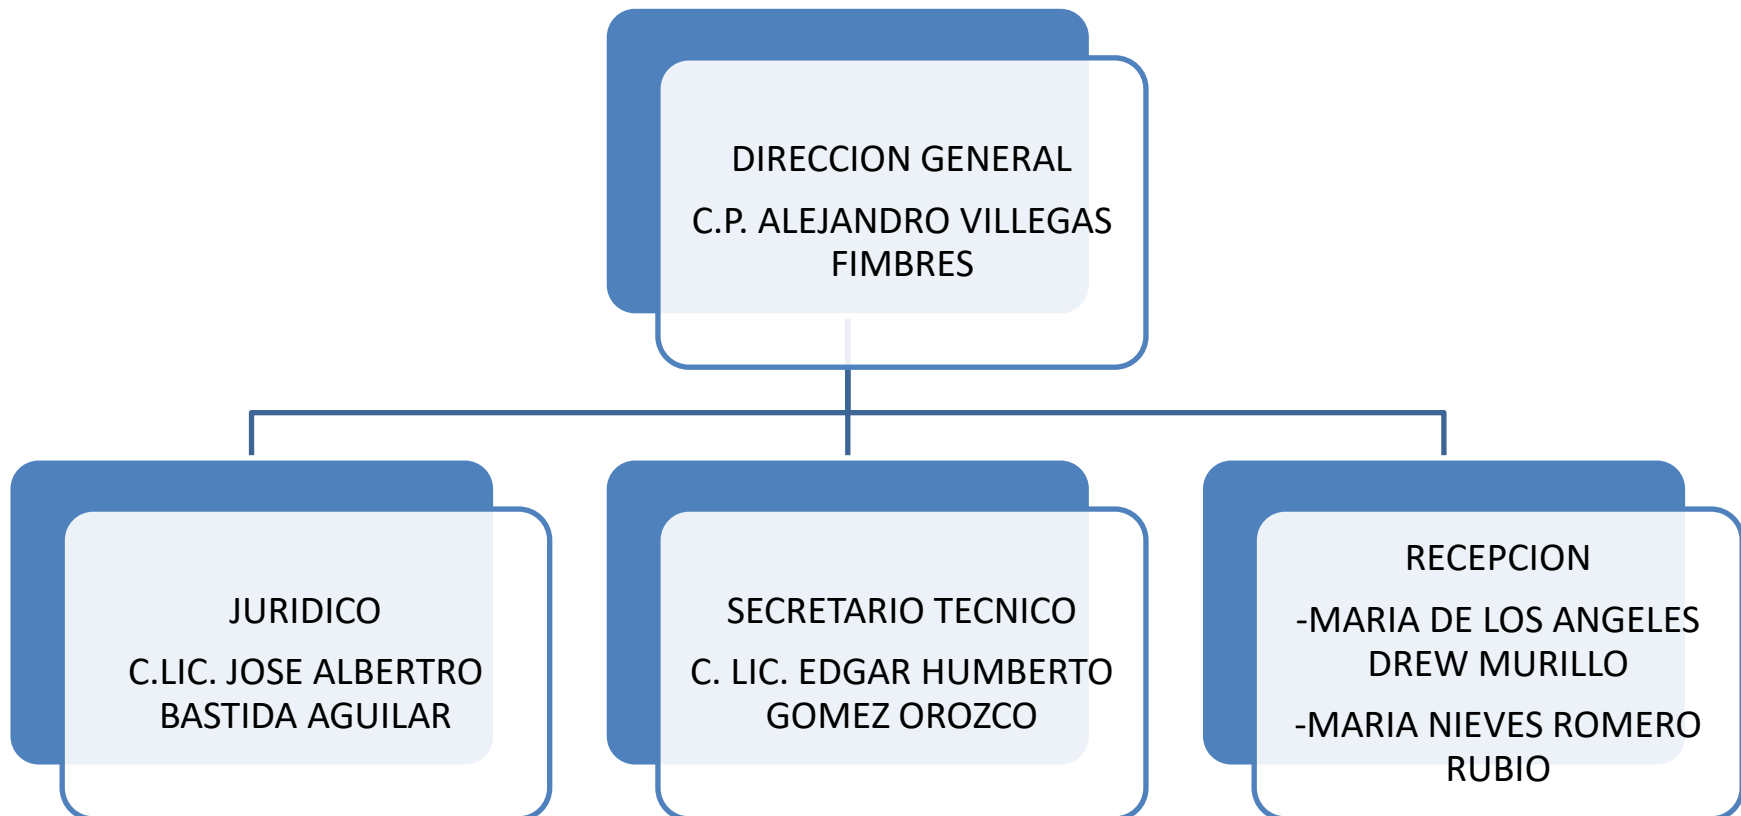 DIRECCION GENERAL
C.P. ALEJANDRO VILLEGAS
FIMBRES
JURIDICO
C.LIC. JOSE ALBERTRO
BASTIDA AGUILAR
SECRETARIO TECNICO
C. LIC. EDGAR HUMBERTO
GOMEZ OROZCO
RECEPCION
-MARIA DE LOS ANGELES
DREW MURILLO
-MARIA NIEVES ROMERO
RUBIO